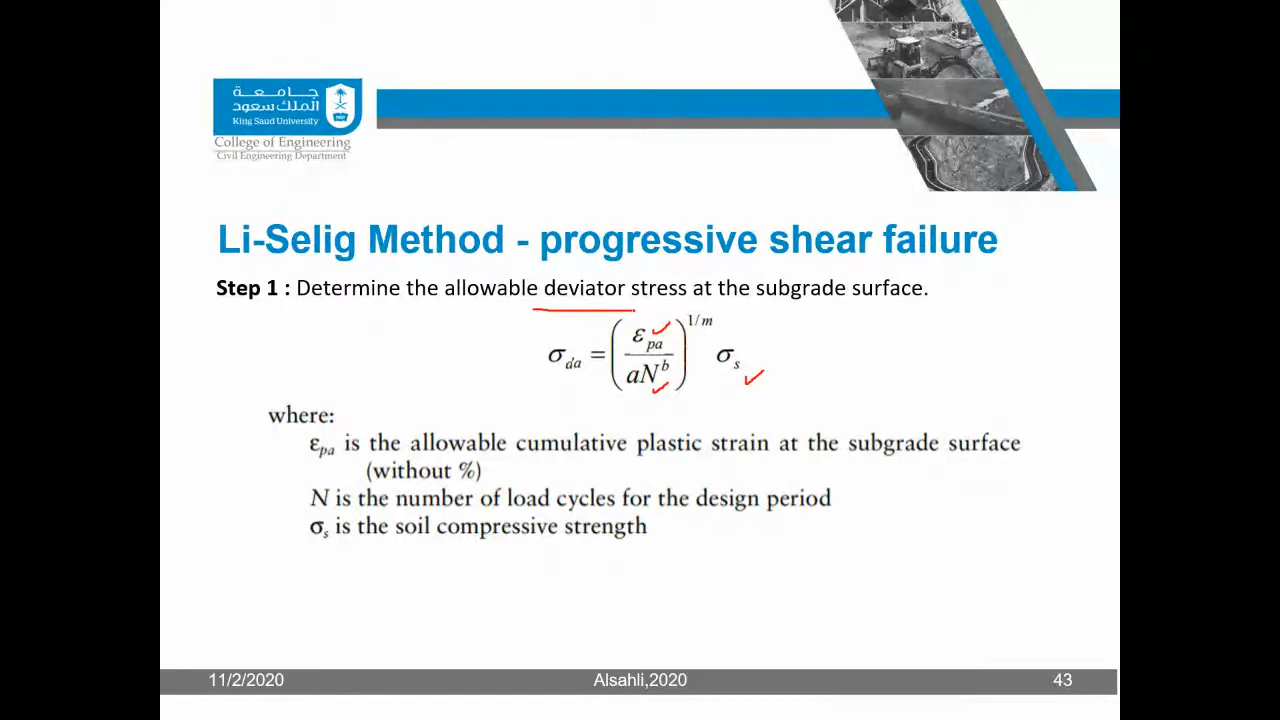 جامعة
الملك سعود
King Saud University
College of Engineering
Civil Engineering Department
Li-Selig Method - progressive shear failure
Step 1 : Determine the allowable deviator stress at the subgrade surface.
σda = (εpa / aN^b)^1/m σs
where:
εpa is the allowable cumulative plastic strain at the subgrade surface
(without %)
N is the number of load cycles for the design period
σs is the soil compressive strength
11/2/2020 Alsahli,2020 43